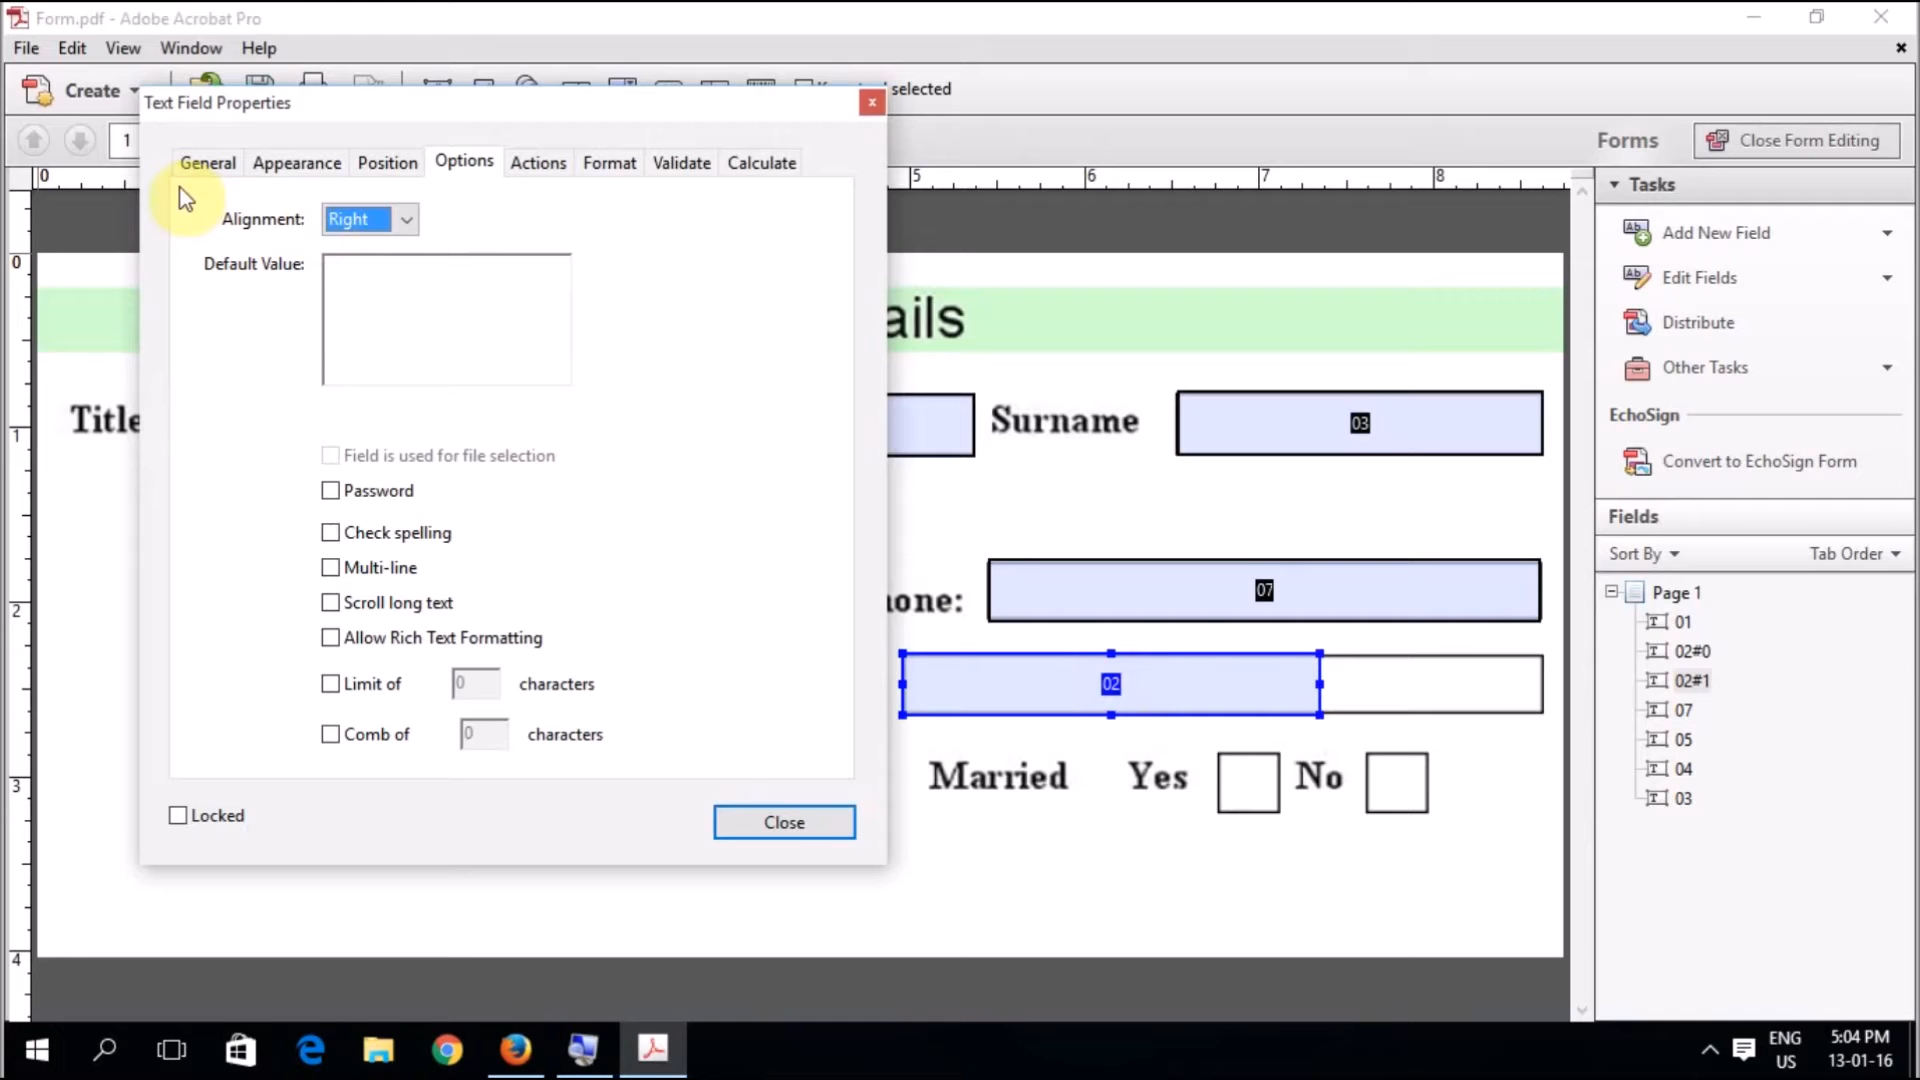 Form.pdf - Adobe Acrobat Pro
File Edit View Window Help
Create
selected
Text Field Properties
x
1
Forms
Close Form Editing
General Appearance Position Options Actions Format Validate Calculate
0 5 6 7 8
Tasks
Alignment: Right
Add New Field
Default Value:
0
Edit Fields
ails
Distribute
Other Tasks
Title
Surname
03
EchoSign
1
Field is used for file selection
Convert to EchoSign Form
Password
Fields
Check spelling
Sort By
Tab Order
Multi-line
hone:
07
Page 1
Scroll long text
2
01
Allow Rich Text Formatting
02#0
Limit of 0 characters
02
02#1
07
Comb of 0 characters
05
Married Yes No
04
3
03
Locked
Close
4
ENG
US
5:04 PM
13-01-16